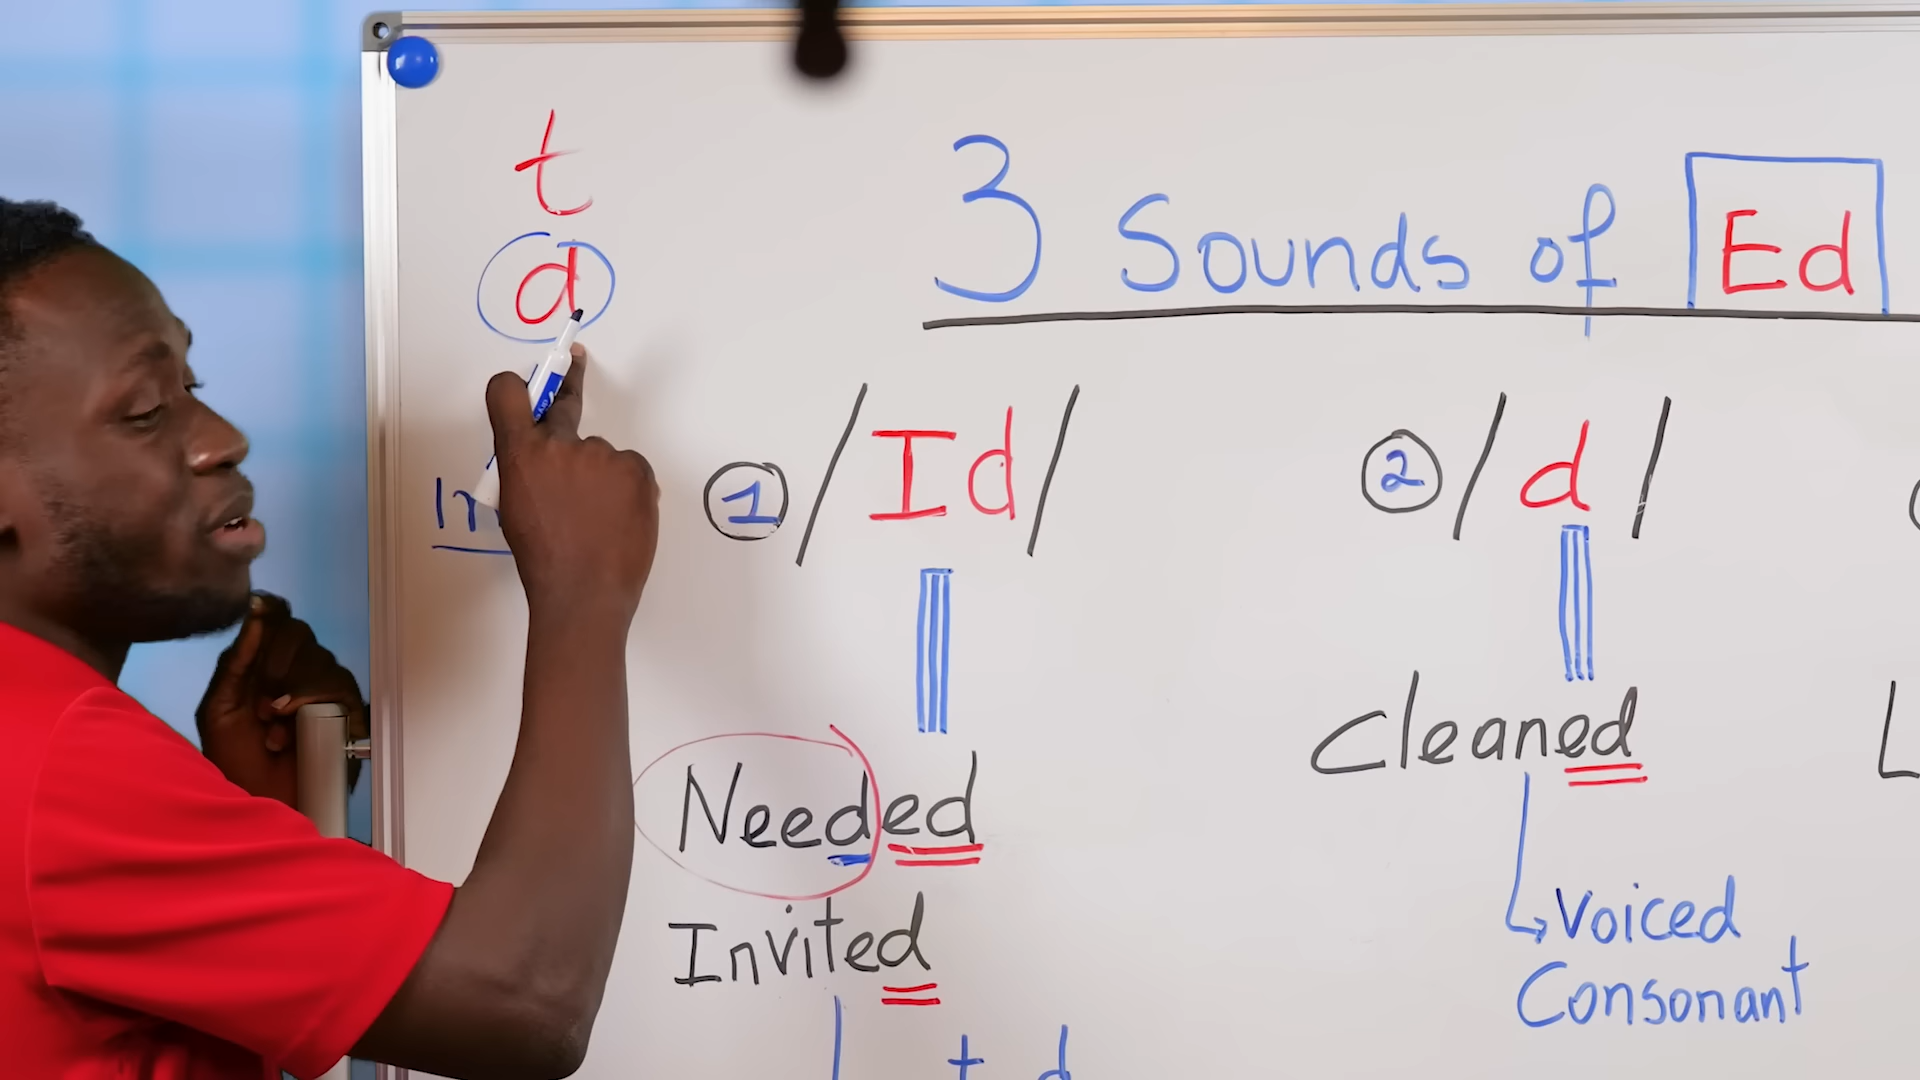 t
d
3 Sounds of Ed
1 /Id/
2 /d/
Needed
Invited
t d
Cleaned
Voiced
Consonant